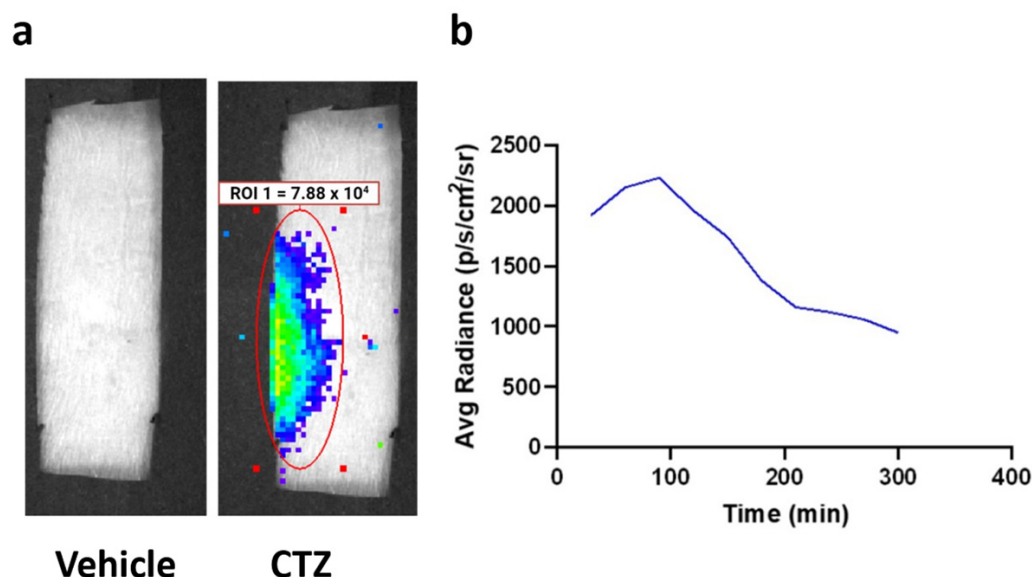 a
b
ROI 1 = 7.88 x 10⁴
Vehicle
CTZ
Avg Radiance (p/s/cm²/sr)
2500
2000
1500
1000
500
0
0 100 200 300 400
Time (min)